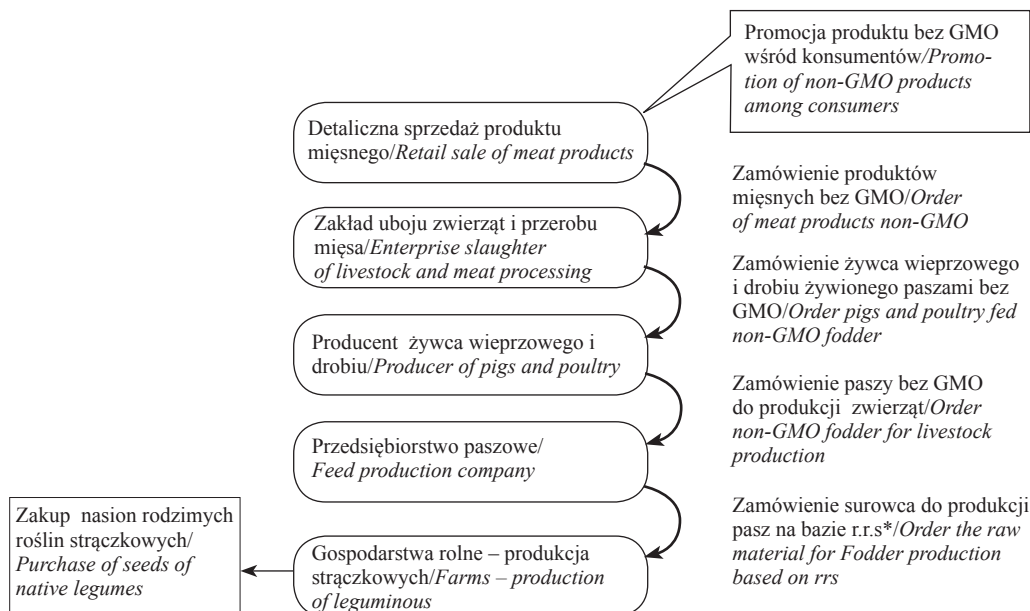 Promocja produktu bez GMO
wśród konsumentów/Promo-
tion of non-GMO products
among consumers
Detaliczna sprzedaż produktu
mięsnego/Retail sale of meat products
Zamówienie produktów
mięsnych bez GMO/Order
of meat products non-GMO
Zakład uboju zwierząt i przerobu
mięsa/Enterprise slaughter
of livestock and meat processing
Zamówienie żywca wieprzowego
i drobiu żywionego paszami bez
GMO/Order pigs and poultry fed
non-GMO fodder
Producent żywca wieprzowego i
drobiu/Producer of pigs and poultry
Zamówienie paszy bez GMO
do produkcji zwierząt/Order
non-GMO fodder for livestock
production
Przedsiębiorstwo paszowe/
Feed production company
Zamówienie surowca do produkcji
pasz na bazie r.r.s*/Order the raw
material for Fodder production
based on rrs
Gospodarstwa rolne – produkcja
strączkowych/Farms – production
of leguminous
Zakup nasion rodzimych
roślin strączkowych/
Purchase of seeds of
native legumes